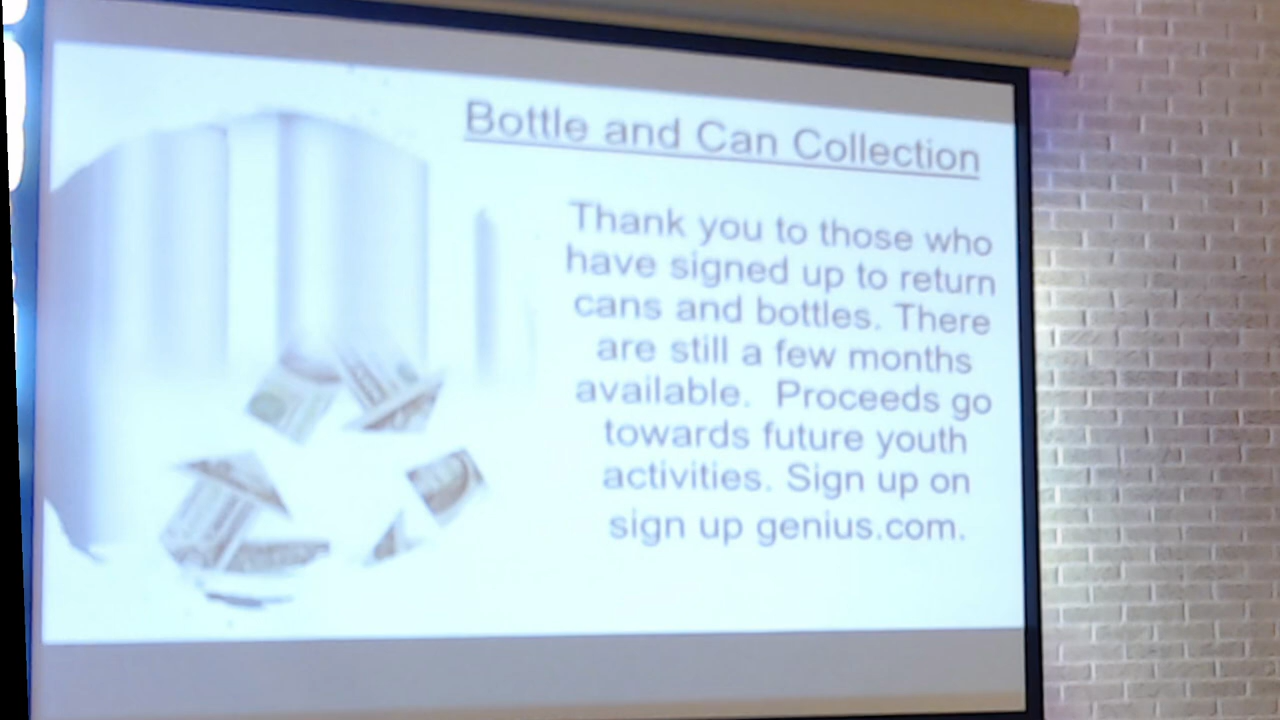 Bottle and Can Collection
Thank you to those who
have signed up to return
cans and bottles. There
are still a few months
available. Proceeds go
towards future youth
activities. Sign up on
sign up genius.com.